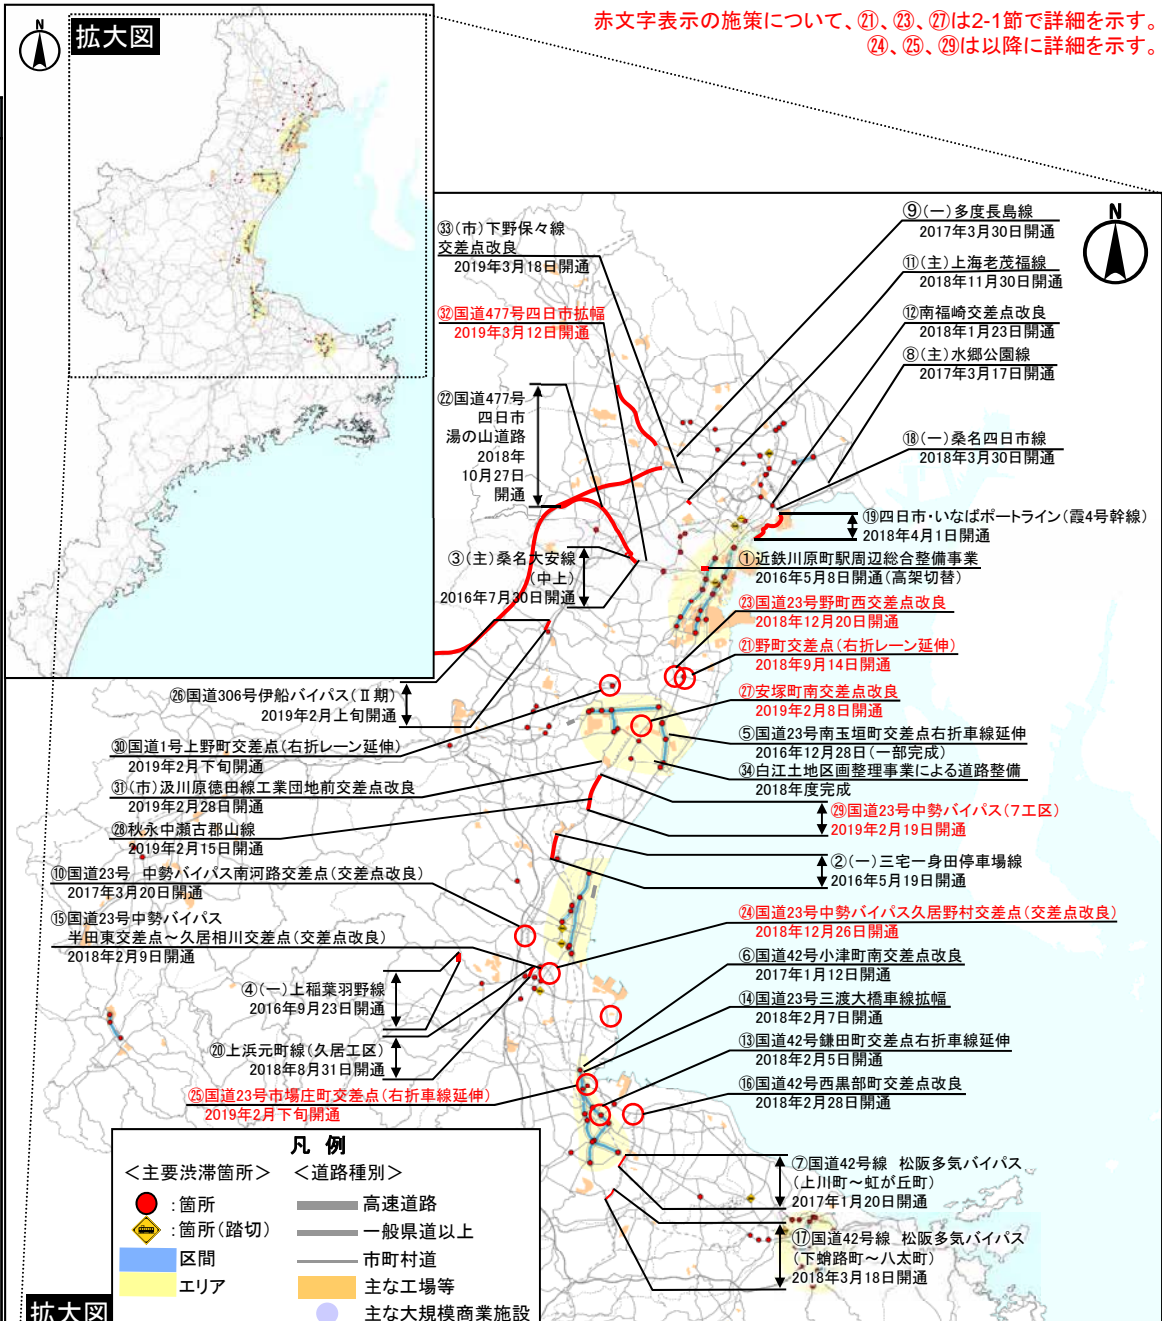 赤文字表示の施策について、㉑、㉓、㉗は2-1節で詳細を示す。
㉔、㉕、㉙は以降に詳細を示す。
N
拡大図
N
㉝(市)下野保々線
交差点改良
2019年3月18日開通
㉜国道477号四日市拡幅
2019年3月12日開通
㉒国道477号
四日市
湯の山道路
2018年
10月27日
開通
③(主)桑名大安線
(中上)
2016年7月30日開通
⑨(一)多度長島線
2017年3月30日開通
⑪(主)上海老茂福線
2018年11月30日開通
⑫南福崎交差点改良
2018年1月23日開通
⑧(主)水郷公園線
2017年3月17日開通
⑱(一)桑名四日市線
2018年3月30日開通
⑲四日市・いなばポートライン(霞4号幹線)
2018年4月1日開通
①近鉄川原町駅周辺総合整備事業
2016年5月8日開通(高架切替)
㉓国道23号野町西交差点改良
2018年12月20日開通
㉑野町交差点(右折レーン延伸)
2018年9月14日開通
㉗安塚町南交差点改良
2019年2月8日開通
⑤国道23号南玉垣町交差点右折車線延伸
2016年12月28日(一部完成)
㉞白江土地区画整理事業による道路整備
2018年度完成
㉙国道23号中勢バイパス(7工区)
2019年2月19日開通
②(一)三宅一身田停車場線
2016年5月19日開通
㉖国道306号伊船バイパス(Ⅱ期)
2019年2月上旬開通
㉚国道1号上野町交差点(右折レーン延伸)
2019年2月下旬開通
㉛(市)汲川原徳田線工業団地前交差点改良
2019年2月28日開通
㉘秋永中瀬古郡山線
2019年2月15日開通
⑩国道23号　中勢バイパス南河路交差点(交差点改良)
2017年3月20日開通
⑮国道23号中勢バイパス
半田東交差点～久居相川交差点(交差点改良)
2018年2月9日開通
④(一)上稲葉羽野線
2016年9月23日開通
⑳上浜元町線(久居工区)
2018年8月31日開通
㉕国道23号市場庄町交差点(右折車線延伸)
2019年2月下旬開通
㉔国道23号中勢バイパス久居野村交差点(交差点改良)
2018年12月26日開通
⑥国道42号小津町南交差点改良
2017年1月12日開通
⑭国道23号三渡大橋車線拡幅
2018年2月7日開通
⑬国道42号鎌田町交差点右折車線延伸
2018年2月5日開通
⑯国道42号西黒部町交差点改良
2018年2月28日開通
⑦国道42号線　松阪多気バイパス
(上川町～虹が丘町)
2017年1月20日開通
⑰国道42号線　松阪多気バイパス
(下蛸路町～八太町)
2018年3月18日開通
凡 例
＜主要渋滞箇所＞
：箇所
：箇所(踏切)
区間
エリア
＜道路種別＞
高速道路
一般県道以上
市町村道
主な工場等
主な大規模商業施設
拡大図